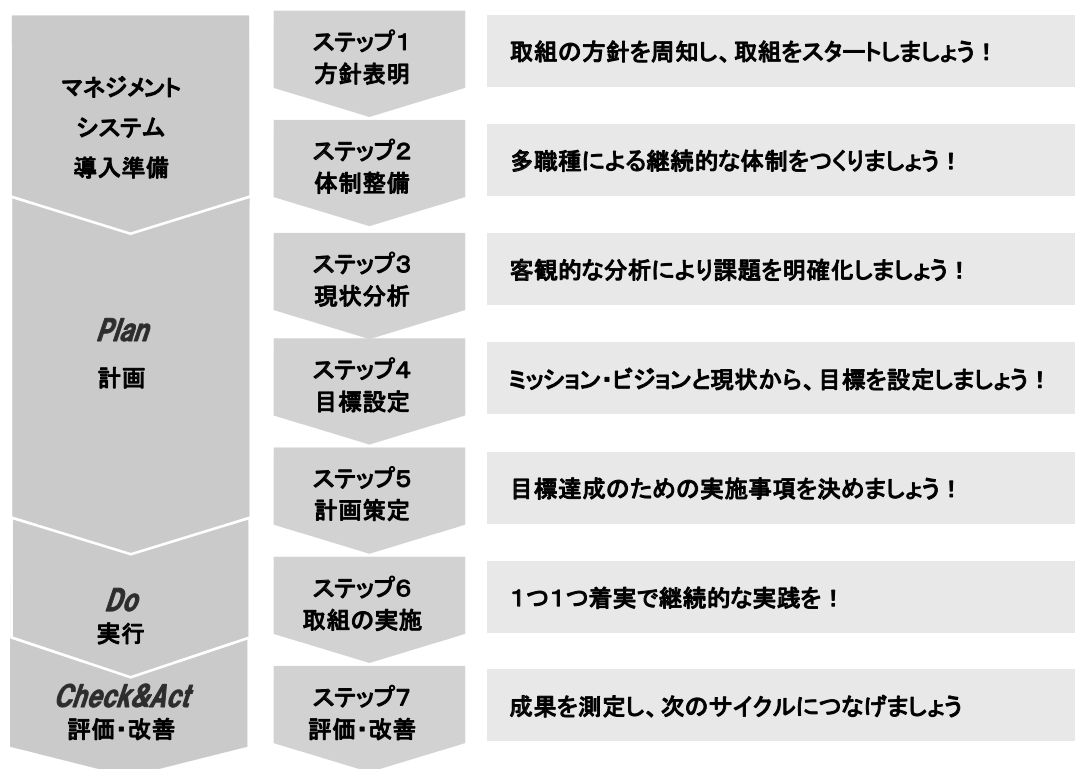 マネジメント
システム
導入準備
ステップ1
方針表明
取組の方針を周知し、取組をスタートしましょう！
ステップ2
体制整備
多職種による継続的な体制をつくりましょう！
Plan
計画
ステップ3
現状分析
客観的な分析により課題を明確化しましょう！
ステップ4
目標設定
ミッション・ビジョンと現状から、目標を設定しましょう！
ステップ5
計画策定
目標達成のための実施事項を決めましょう！
Do
実行
ステップ6
取組の実施
1つ1つ着実で継続的な実践を！
Check&Act
評価・改善
ステップ7
評価・改善
成果を測定し、次のサイクルにつなげましょう